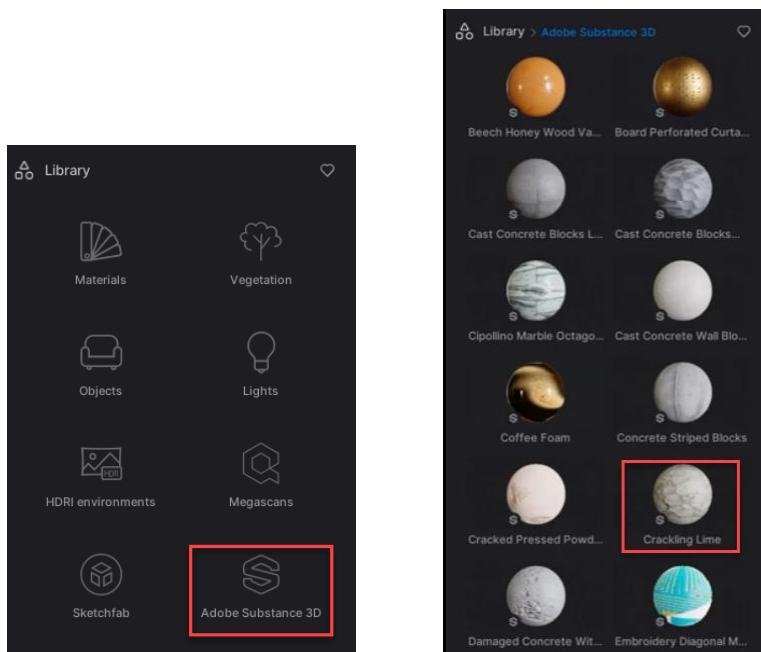 Library
Materials
Vegetation
Objects
Lights
HDRI environments
HDRI
Megascans
Sketchfab
Adobe Substance 3D
Library > Adobe Substance 3D
Beech Honey Wood Va...
Board Perforated Curta...
Cast Concrete Blocks L...
Cast Concrete Blocks...
Cipollino Marble Octago...
Cast Concrete Wall Blo...
Coffee Foam
Concrete Striped Blocks
Cracked Pressed Powd...
Crackling Lime
Damaged Concrete Wit...
Embroidery Diagonal M...